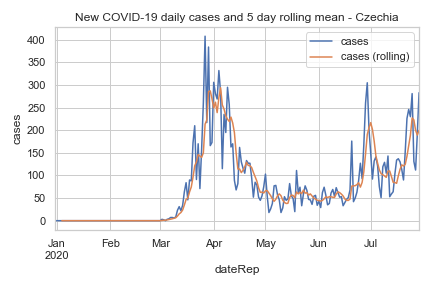 New COVID-19 daily cases and 5 day rolling mean - Czechia
cases
cases (rolling)
400
350
300
250
200
150
100
50
0
cases
Jan Feb Mar Apr May Jun Jul
2020
dateRep